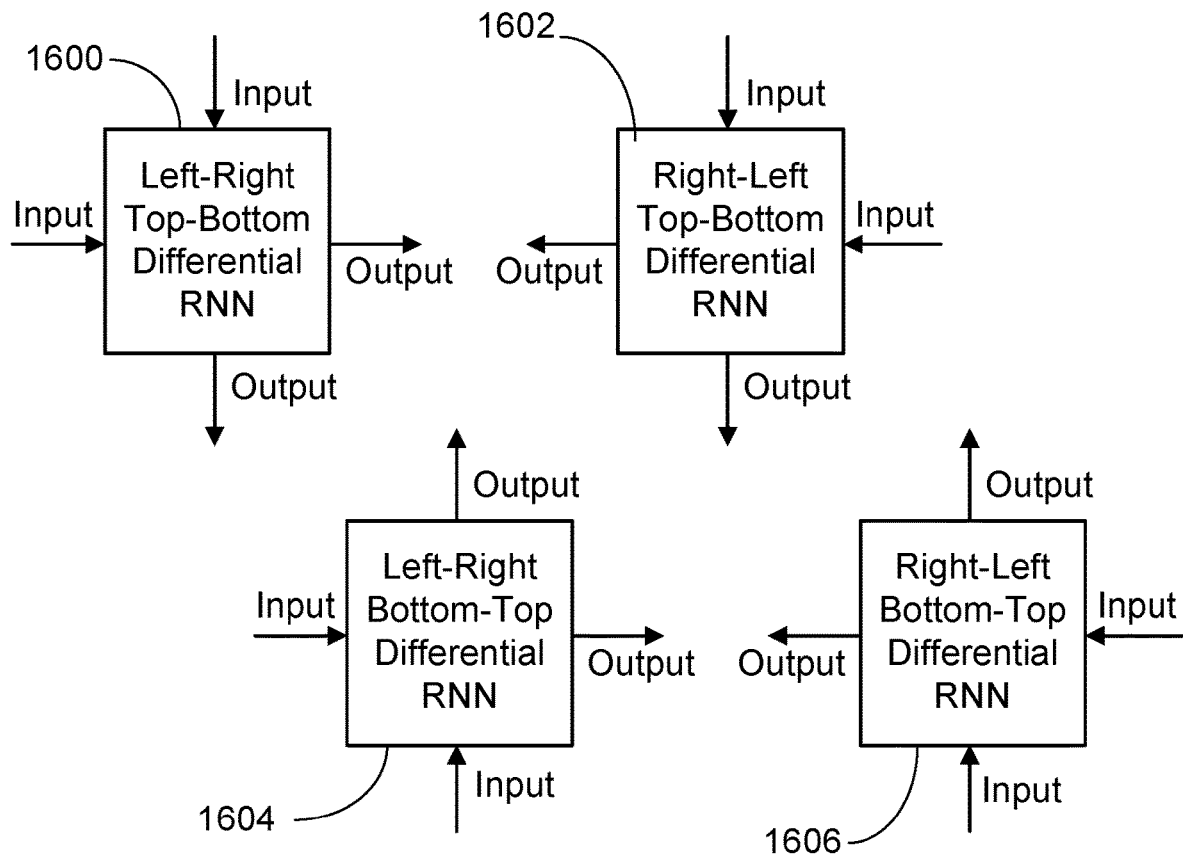 1600
Input
Left-Right
Top-Bottom
Differential
RNN
Input
Output
Output
1602
Input
Right-Left
Top-Bottom
Differential
RNN
Input
Output
Output
Output
Left-Right
Bottom-Top
Differential
RNN
Input
Output
Input
1604
Output
Right-Left
Bottom-Top
Differential
RNN
Input
Output
Input
1606